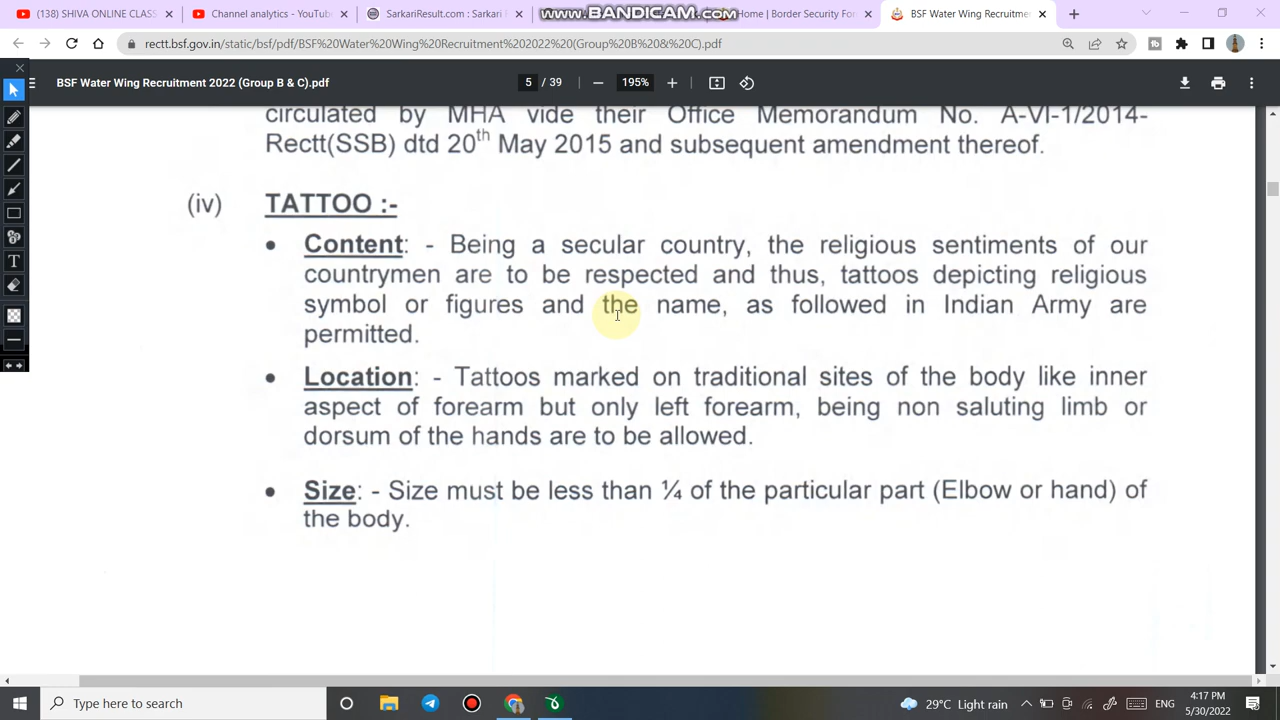 (138) SHIVA ONLINE CLASS
Channel analytics - YouTube
SarkariResult.com : Sarkari
www.BANDICAM.com
Home | Border Security For
BSF Water Wing Recruitment
rectt.bsf.gov.in/static/bsf/pdf/BSF%20Water%20Wing%20Recruitment%202022%20(Group%20B%20&%20C).pdf
BSF Water Wing Recruitment 2022 (Group B & C).pdf
5 / 39
195%
circulated by MHA vide their Office Memorandum No. A-VI-1/2014-
Rectt(SSB) dtd 20th May 2015 and subsequent amendment thereof.
(iv) TATTOO :-
• Content: - Being a secular country, the religious sentiments of our
countrymen are to be respected and thus, tattoos depicting religious
symbol or figures and the name, as followed in Indian Army are
permitted.
• Location: - Tattoos marked on traditional sites of the body like inner
aspect of forearm but only left forearm, being non saluting limb or
dorsum of the hands are to be allowed.
• Size: - Size must be less than ¼ of the particular part (Elbow or hand) of
the body.
Type here to search
29°C Light rain
ENG
4:17 PM
5/30/2022